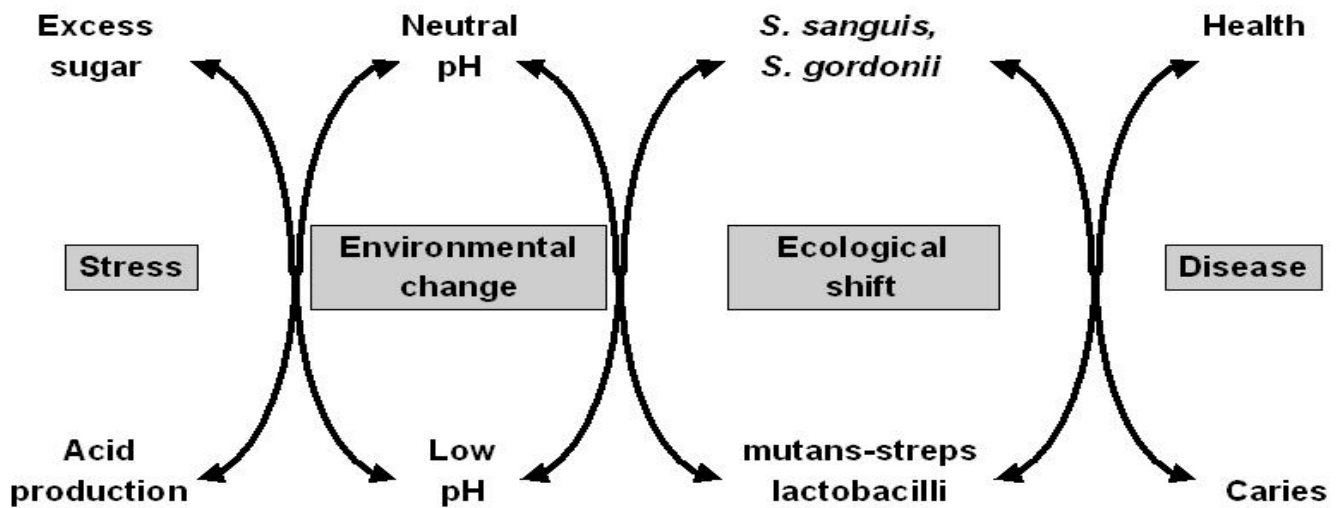 Excess
sugar
Neutral
pH
S. sanguis,
S. gordonii
Health
Stress
Environmental
change
Ecological
shift
Disease
Acid
production
Low
pH
mutans-streps
lactobacilli
Caries